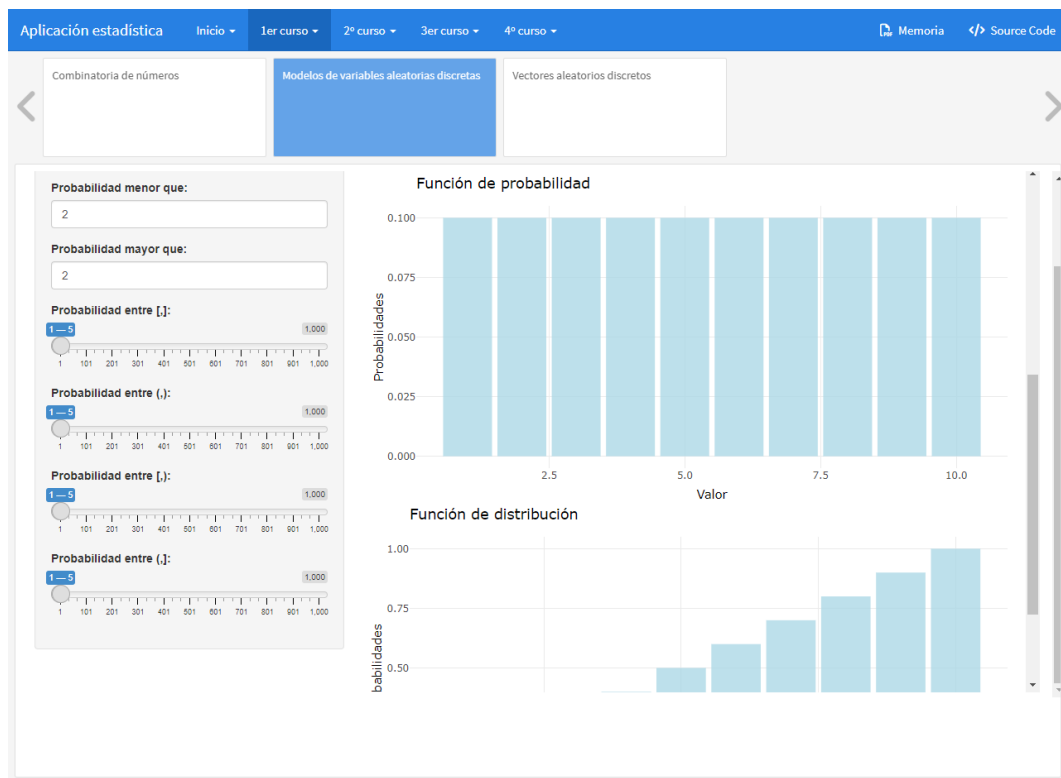 Aplicación estadística Inicio 1er curso 2º curso 3er curso 4º curso Memoria Source Code
Combinatoria de números
Modelos de variables aleatorias discretas
Vectores aleatorios discretos
Probabilidad menor que:
2
Probabilidad mayor que:
2
Probabilidad entre [,]:
1 — 5 1,000
1 101 201 301 401 501 601 701 801 901 1,000
Probabilidad entre (,):
1 — 5 1,000
1 101 201 301 401 501 601 701 801 901 1,000
Probabilidad entre [,):
1 — 5 1,000
1 101 201 301 401 501 601 701 801 901 1,000
Probabilidad entre (,]:
1 — 5 1,000
1 101 201 301 401 501 601 701 801 901 1,000
Función de probabilidad
Probabilidades
0.100
0.075
0.050
0.025
0.000
2.5 5.0 7.5 10.0
Valor
Función de distribución
babilidades
1.00
0.75
0.50